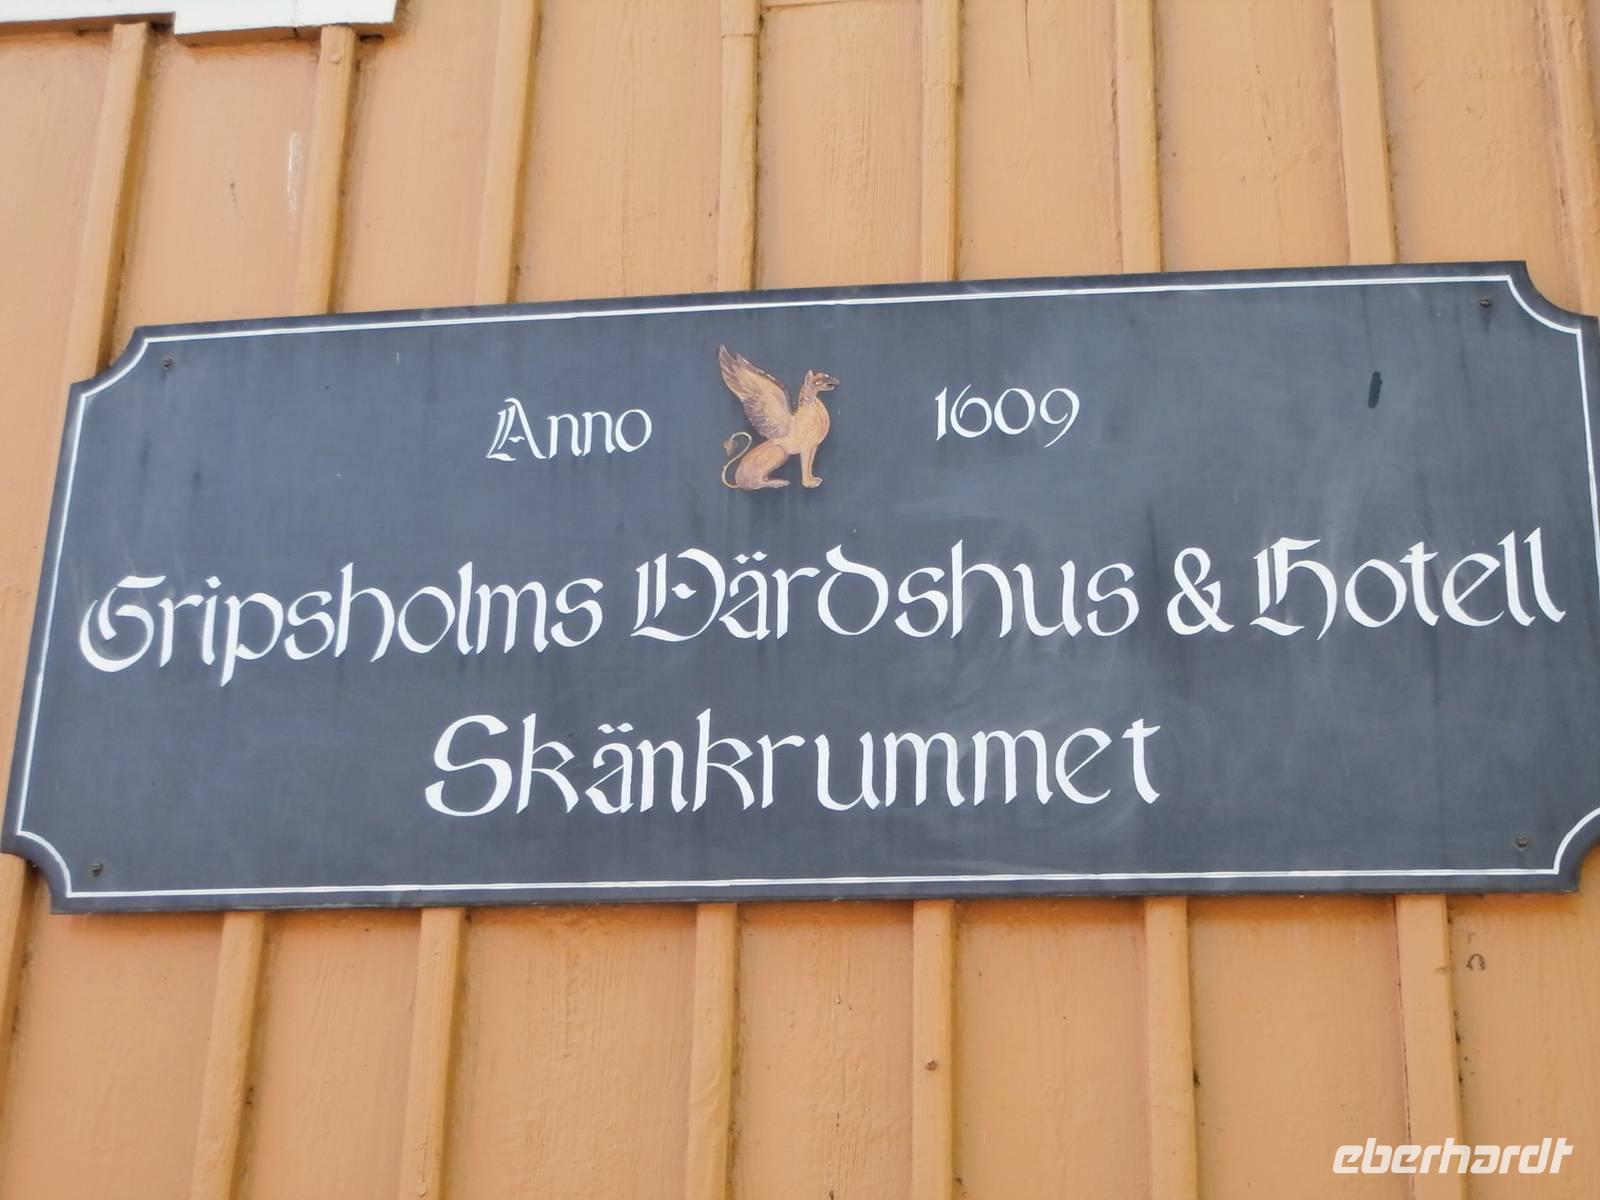 Anno 1609
Gripsholms Värdshus & Hotell
Skänkrummet
eberhardt